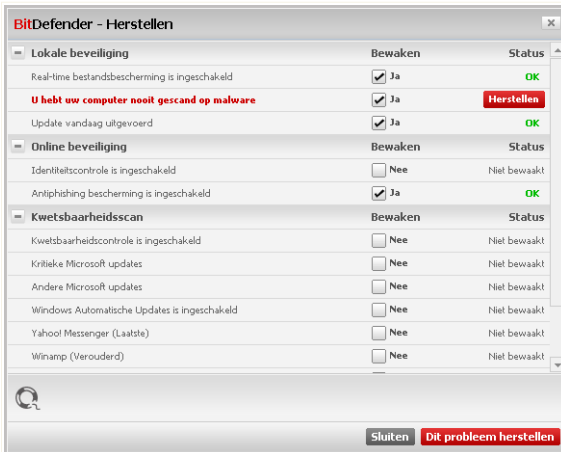 BitDefender - Herstellen
Lokale beveiliging Bewaken Status
Real-time bestandsbescherming is ingeschakeld Ja OK
U hebt uw computer nooit gescand op malware Ja Herstellen
Update vandaag uitgevoerd Ja OK
Online beveiliging Bewaken Status
Identiteitscontrole is ingeschakeld Nee Niet bewaakt
Antiphishing bescherming is ingeschakeld Ja OK
Kwetsbaarheidsscan Bewaken Status
Kwetsbaarheidscontrole is ingeschakeld Nee Niet bewaakt
Kritieke Microsoft updates Nee Niet bewaakt
Andere Microsoft updates Nee Niet bewaakt
Windows Automatische Updates is ingeschakeld Nee Niet bewaakt
Yahoo! Messenger (Laatste) Nee Niet bewaakt
Winamp (Verouderd) Nee Niet bewaakt
Sluiten Dit probleem herstellen